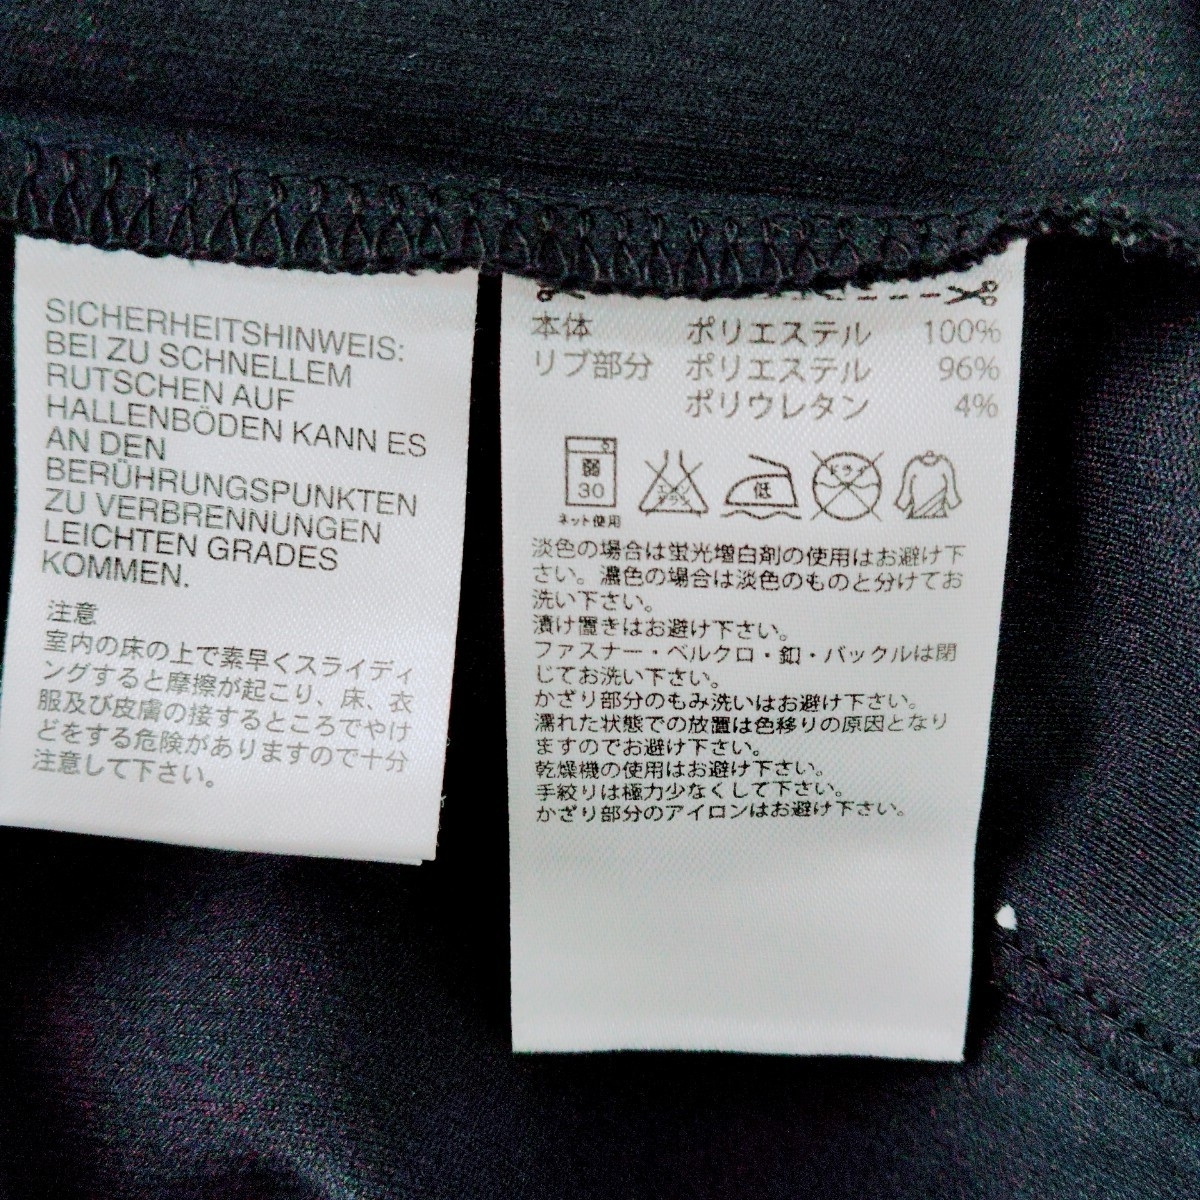 SICHERHEITSHINWEIS:
BEI ZU SCHNELLEM
RUTSCHEN AUF
HALLENBÖDEN KANN ES
AN DEN
BERÜHRUNGSPUNKTEN
ZU VERBRENNUNGEN
LEICHTEN GRADES
KOMMEN.
注意
室内の床の上で素早くスライディ
ングすると摩擦が起こり、床、衣
服及び皮膚の接するところでやけ
どをする危険がありますので十分
注意して下さい。
本体 ポリエステル 100%
リブ部分 ポリエステル 96%
ポリウレタン 4%
弱
30
ネット使用
低
ドライ
淡色の場合は蛍光増白剤の使用はお避け下
さい。濃色の場合は淡色のものと分けてお
洗い下さい。
漬け置きはお避け下さい。
ファスナー・ベルクロ・釦・バックルは閉
じてお洗い下さい。
かざり部分のもみ洗いはお避け下さい。
濡れた状態での放置は色移りの原因となり
ますのでお避け下さい。
乾燥機の使用はお避け下さい。
手絞りは極力少なくして下さい。
かざり部分のアイロンはお避け下さい。